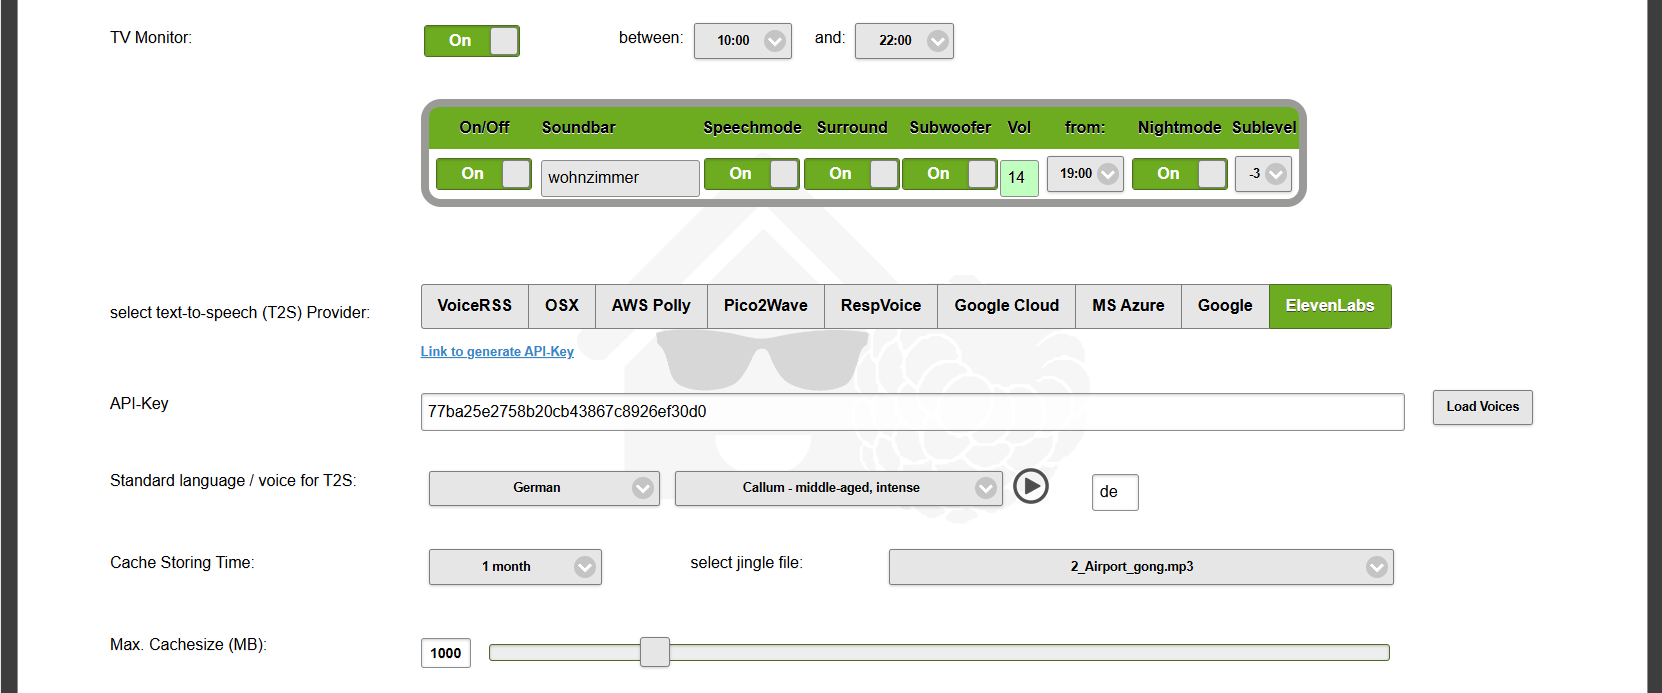 TV Monitor: On between: 10:00 and: 22:00
On/Off Soundbar Speechmode Surround Subwoofer Vol from: Nightmode Sublevel
On wohnzimmer On On On 14 19:00 On -3
select text-to-speech (T2S) Provider: VoiceRSS OSX AWS Polly Pico2Wave RespVoice Google Cloud MS Azure Google ElevenLabs
Link to generate API-Key
API-Key 77ba25e2758b20cb43867c8926ef30d0 Load Voices
Standard language / voice for T2S: German Callum - middle-aged, intense de
Cache Storing Time: 1 month select jingle file: 2_Airport_gong.mp3
Max. Cachesize (MB): 1000